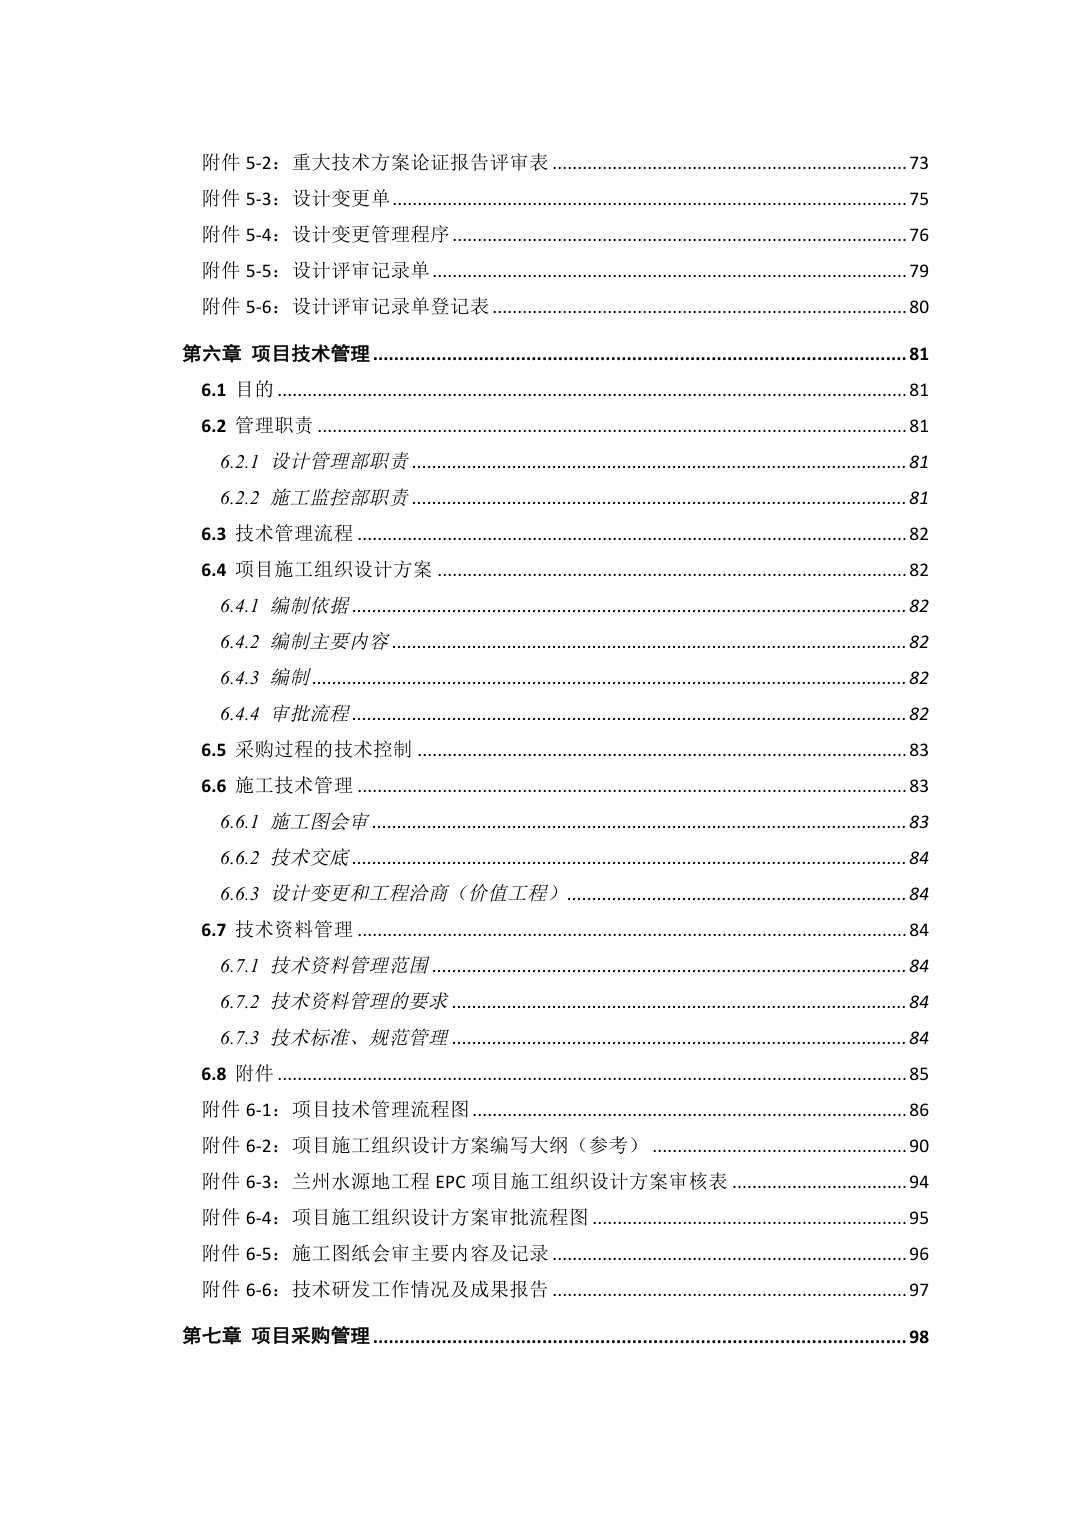 附件 5-2：重大技术方案论证报告评审表 ........ 73
附件 5-3：设计变更单 ........ 75
附件 5-4：设计变更管理程序 ........ 76
附件 5-5：设计评审记录单 ........ 79
附件 5-6：设计评审记录单登记表 ........ 80
第六章 项目技术管理 ........ 81
6.1 目的 ........ 81
6.2 管理职责 ........ 81
6.2.1 设计管理部职责 ........ 81
6.2.2 施工监控部职责 ........ 81
6.3 技术管理流程 ........ 82
6.4 项目施工组织设计方案 ........ 82
6.4.1 编制依据 ........ 82
6.4.2 编制主要内容 ........ 82
6.4.3 编制 ........ 82
6.4.4 审批流程 ........ 82
6.5 采购过程的技术控制 ........ 83
6.6 施工技术管理 ........ 83
6.6.1 施工图会审 ........ 83
6.6.2 技术交底 ........ 84
6.6.3 设计变更和工程洽商（价值工程） ........ 84
6.7 技术资料管理 ........ 84
6.7.1 技术资料管理范围 ........ 84
6.7.2 技术资料管理的要求 ........ 84
6.7.3 技术标准、规范管理 ........ 84
6.8 附件 ........ 85
附件 6-1：项目技术管理流程图 ........ 86
附件 6-2：项目施工组织设计方案编写大纲（参考） ........ 90
附件 6-3：兰州水源地工程 EPC 项目施工组织设计方案审核表 ........ 94
附件 6-4：项目施工组织设计方案审批流程图 ........ 95
附件 6-5：施工图纸会审主要内容及记录 ........ 96
附件 6-6：技术研发工作情况及成果报告 ........ 97
第七章 项目采购管理 ........ 98